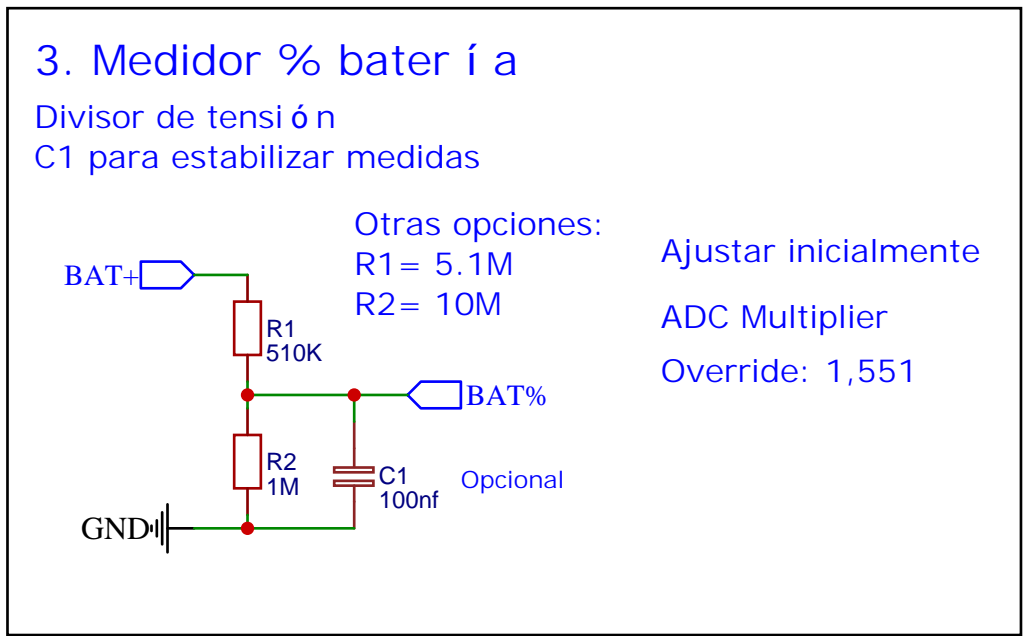 3. Medidor % batería
Divisor de tensión
C1 para estabilizar medidas
Otras opciones:
R1= 5.1M
R2= 10M
Ajustar inicialmente
ADC Multiplier
Override: 1,551
BAT+
R1
510K
BAT%
R2
1M
C1
100nf
Opcional
GND